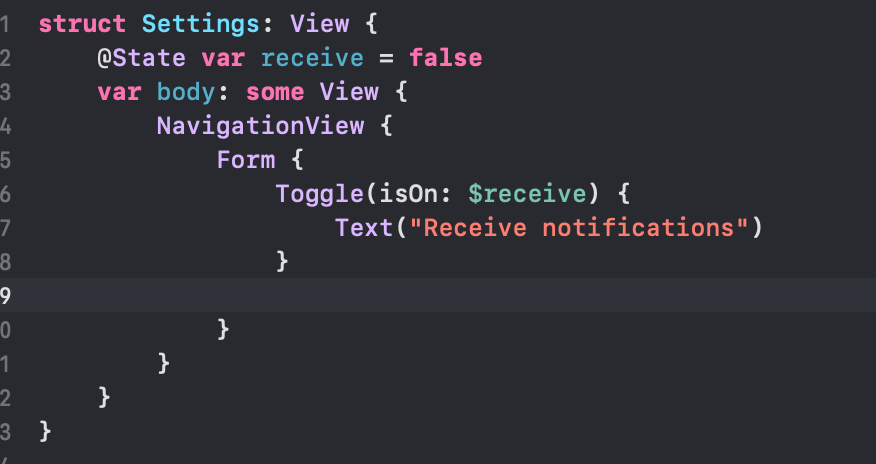 1 struct Settings: View {
2     @State var receive = false
3     var body: some View {
4         NavigationView {
5             Form {
6                 Toggle(isOn: $receive) {
7                     Text("Receive notifications")
8                 }
9
0             }
1         }
2     }
3 }